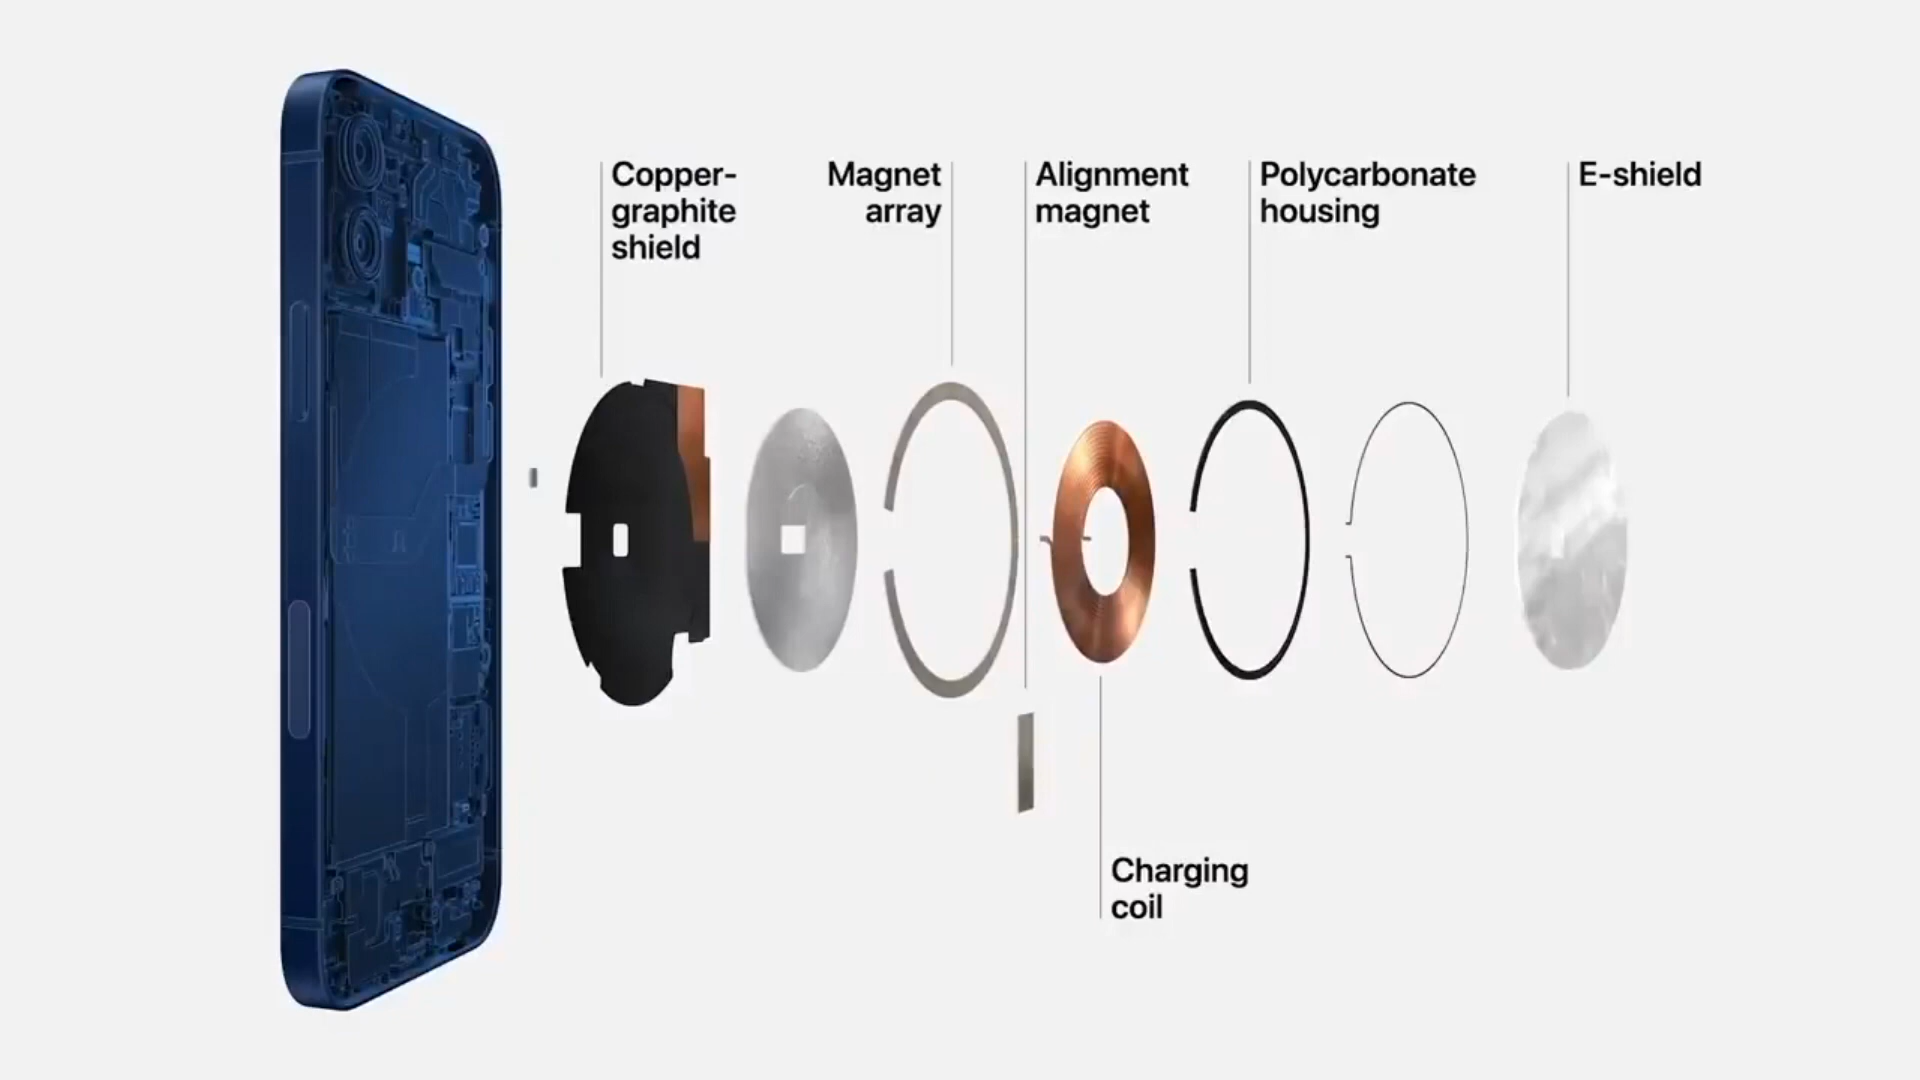 Copper-
graphite
shield
Magnet
array
Alignment
magnet
Polycarbonate
housing
E-shield
Charging
coil